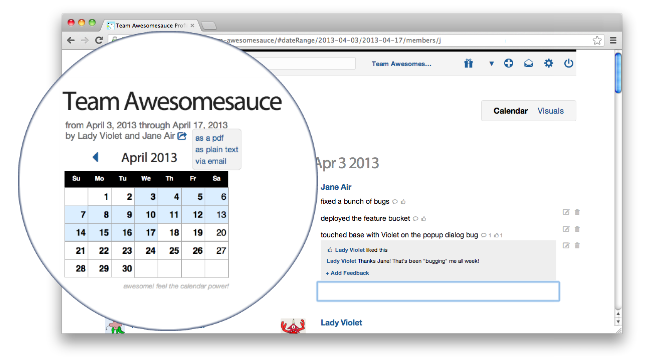 Team Awesomesauce Prof
-awesomesauce/#dateRange/2013-04-03/2013-04-17/members/j
Team Awesomes...
Team Awesomesauce
from April 3, 2013 through April 17, 2013
by Lady Violet and Jane Air
as a pdf
as plain text
via email
Calendar Visuals
April 2013
Su Mo Tu We Th Fr Sa
1 2 3 4 5 6
7 8 9 10 11 12 13
14 15 16 17 18 19 20
21 22 23 24 25 26 27
28 29 30
awesome! feel the calendar power!
Apr 3 2013
Jane Air
fixed a bunch of bugs
deployed the feature bucket
touched base with Violet on the popup dialog bug 1 1
Lady Violet liked this
Lady Violet Thanks Jane! That's been "bugging" me all week!
+ Add Feedback
Lady Violet